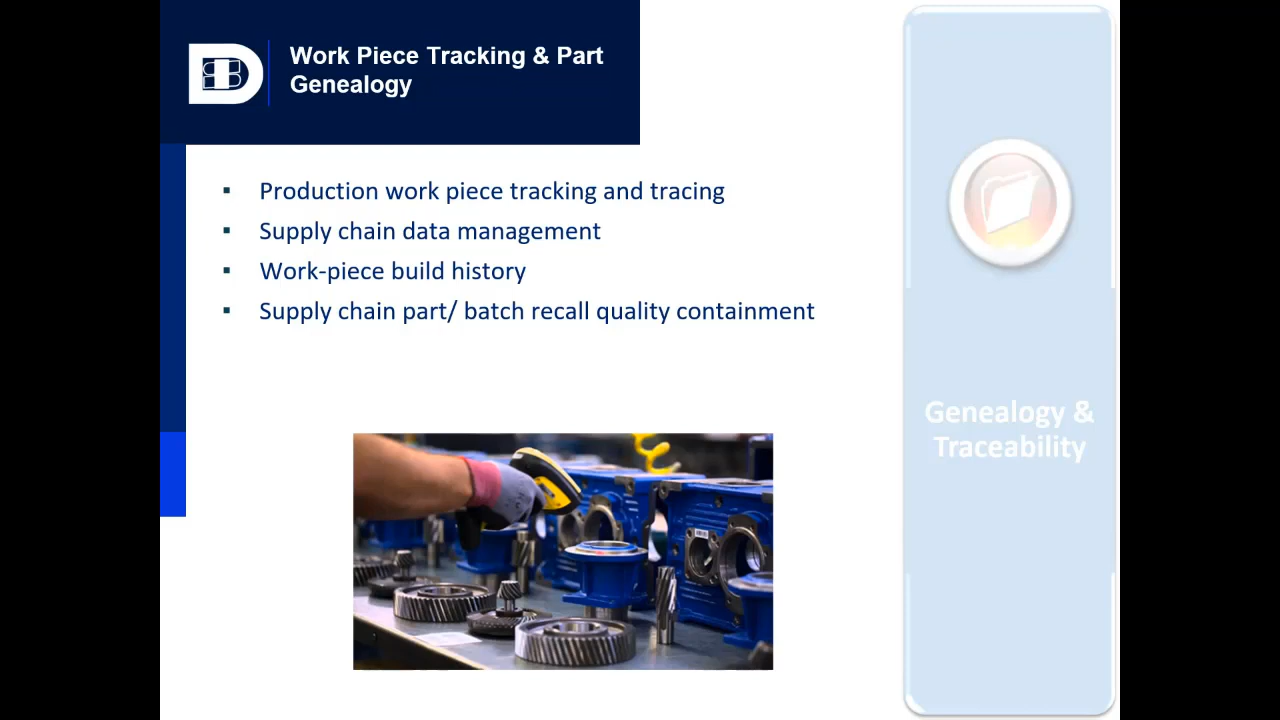 Work Piece Tracking & Part
Genealogy
▪ Production work piece tracking and tracing
▪ Supply chain data management
▪ Work-piece build history
▪ Supply chain part/ batch recall quality containment
Genealogy &
Traceability